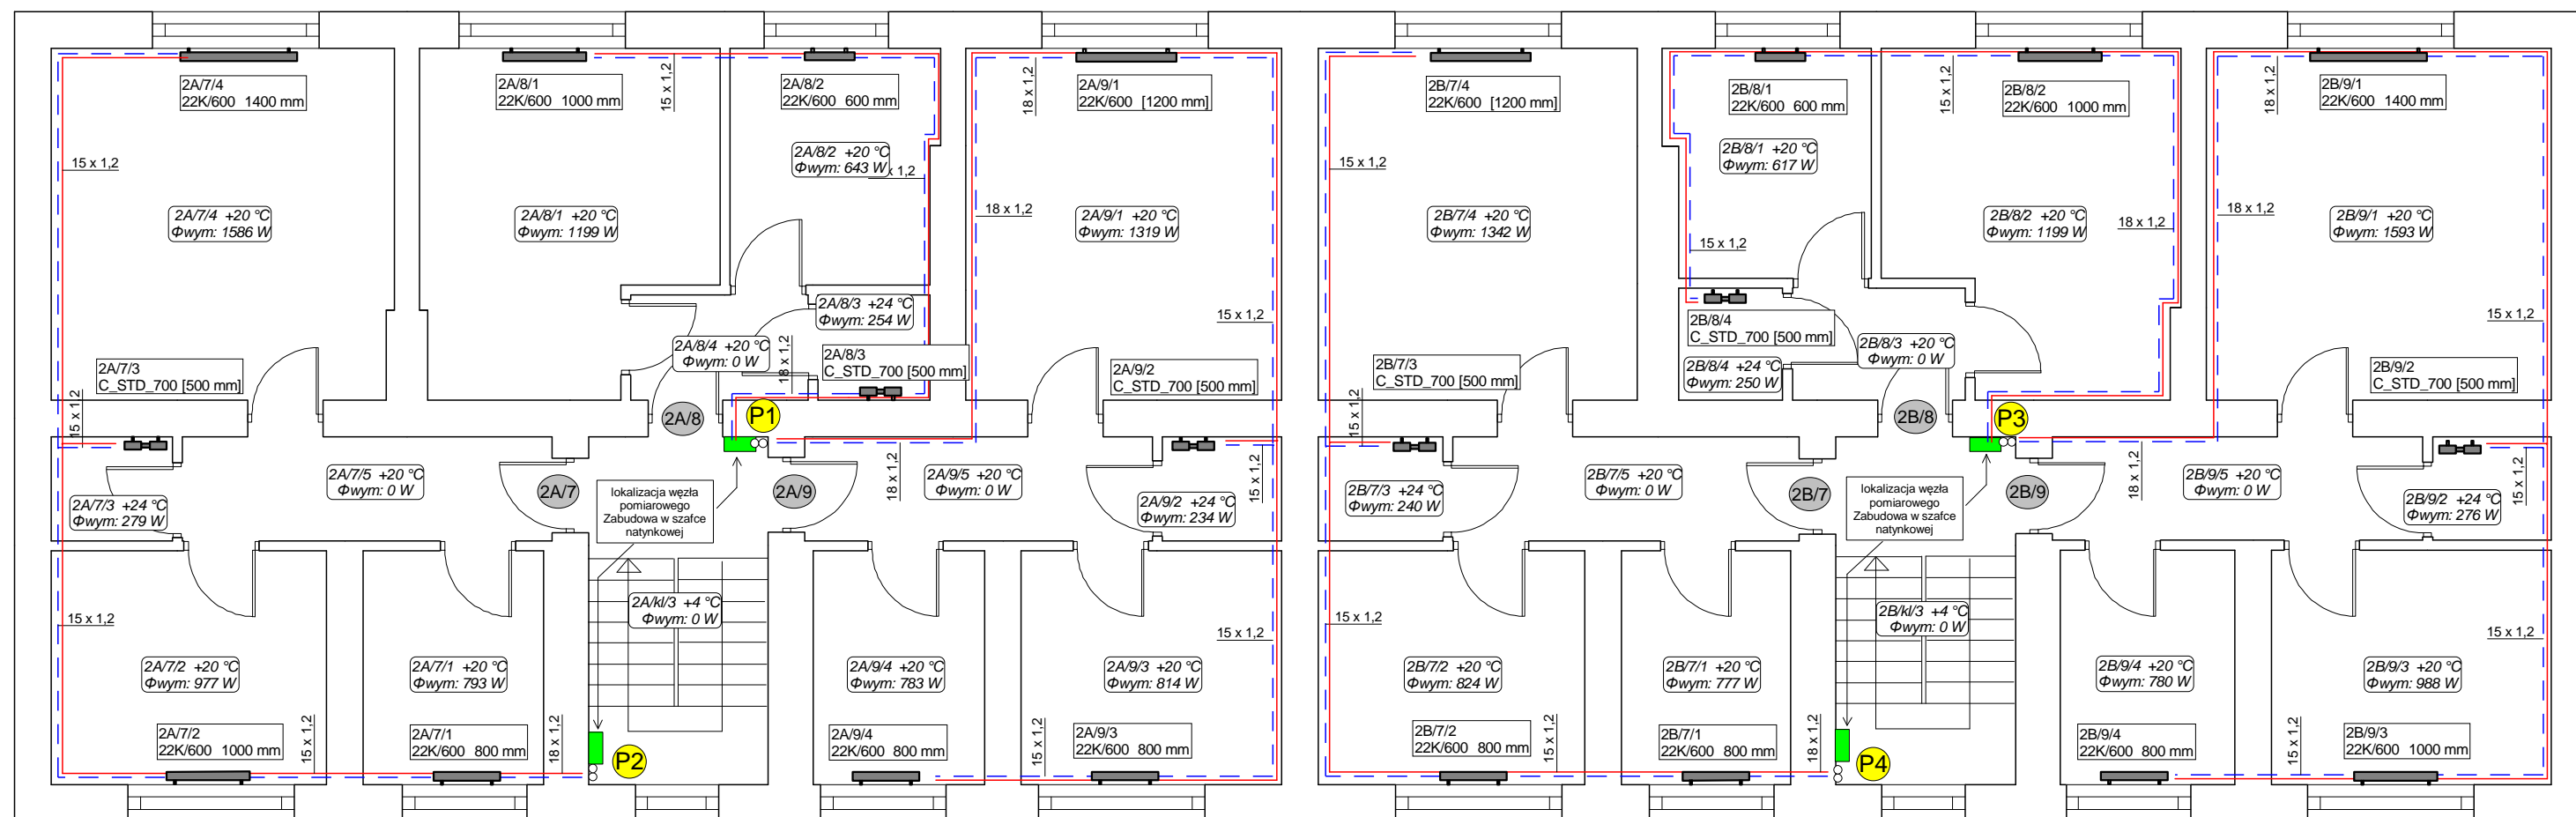 2A/7/4
22K/600 1400 mm
2A/8/1
22K/600 1000 mm
15 x 1,2
2A/8/2
22K/600 600 mm
18 x 1,2
2A/9/1
22K/600 [1200 mm]
2B/7/4
22K/600 [1200 mm]
2B/8/1
22K/600 600 mm
15 x 1,2
2B/8/2
22K/600 1000 mm
18 x 1,2
2B/9/1
22K/600 1400 mm
15 x 1,2
2A/8/2 +20 °C
Φwym: 643 W
x 1,2
15 x 1,2
2B/8/1 +20 °C
Φwym: 617 W
2A/7/4 +20 °C
Φwym: 1586 W
2A/8/1 +20 °C
Φwym: 1199 W
18 x 1,2
2A/9/1 +20 °C
Φwym: 1319 W
2B/7/4 +20 °C
Φwym: 1342 W
15 x 1,2
2B/8/2 +20 °C
Φwym: 1199 W
18 x 1,2
18 x 1,2
2B/9/1 +20 °C
Φwym: 1593 W
2A/8/3 +24 °C
Φwym: 254 W
15 x 1,2
2B/8/4
C_STD_700 [500 mm]
15 x 1,2
2A/7/3
C_STD_700 [500 mm]
2A/8/4 +20 °C
Φwym: 0 W
18 x 1,2
2A/8/3
C_STD_700 [500 mm]
2A/9/2
C_STD_700 [500 mm]
2B/7/3
C_STD_700 [500 mm]
2B/8/4 +24 °C
Φwym: 250 W
2B/8/3 +20 °C
Φwym: 0 W
2B/9/2
C_STD_700 [500 mm]
15 x 1,2
2A/8
P1
15 x 1,2
2B/8
P3
2A/7/3 +24 °C
Φwym: 279 W
2A/7/5 +20 °C
Φwym: 0 W
2A/7
lokalizacja węzła
pomiarowego
Zabudowa w szafce
natynkowej
2A/9
18 x 1,2
2A/9/5 +20 °C
Φwym: 0 W
2A/9/2 +24 °C
Φwym: 234 W
15 x 1,2
2B/7/3 +24 °C
Φwym: 240 W
2B/7/5 +20 °C
Φwym: 0 W
2B/7
lokalizacja węzła
pomiarowego
Zabudowa w szafce
natynkowej
2B/9
18 x 1,2
2B/9/5 +20 °C
Φwym: 0 W
2B/9/2 +24 °C
Φwym: 276 W
15 x 1,2
15 x 1,2
2A/kl/3 +4 °C
Φwym: 0 W
15 x 1,2
15 x 1,2
2B/kl/3 +4 °C
Φwym: 0 W
15 x 1,2
2A/7/2 +20 °C
Φwym: 977 W
2A/7/1 +20 °C
Φwym: 793 W
2A/9/4 +20 °C
Φwym: 783 W
2A/9/3 +20 °C
Φwym: 814 W
2B/7/2 +20 °C
Φwym: 824 W
2B/7/1 +20 °C
Φwym: 777 W
2B/9/4 +20 °C
Φwym: 780 W
2B/9/3 +20 °C
Φwym: 988 W
2A/7/2
22K/600 1000 mm
15 x 1,2
2A/7/1
22K/600 800 mm
18 x 1,2
P2
2A/9/4
22K/600 800 mm
15 x 1,2
2A/9/3
22K/600 800 mm
2B/7/2
22K/600 800 mm
15 x 1,2
2B/7/1
22K/600 800 mm
18 x 1,2
P4
2B/9/4
22K/600 800 mm
15 x 1,2
2B/9/3
22K/600 1000 mm